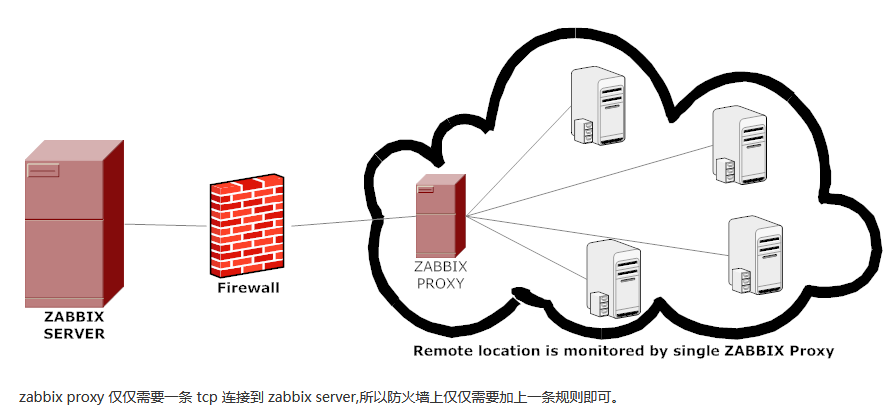 ZABBIX
SERVER
Firewall
ZABBIX
PROXY
Remote location is monitored by single ZABBIX Proxy
zabbix proxy 仅仅需要一条 tcp 连接到 zabbix server,所以防火墙上仅仅需要加上一条规则即可。